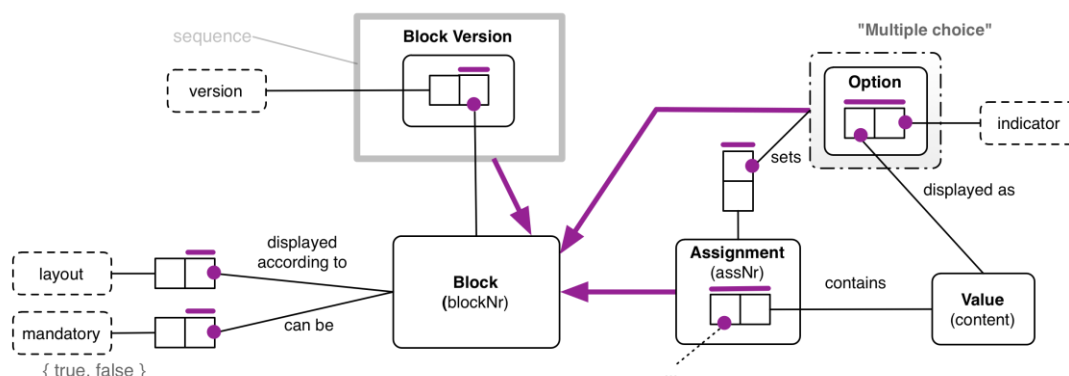 "Multiple choice"
sequence
Block Version
Option
version
indicator
sets
displayed as
displayed
according to
Assignment
(assNr)
layout
Block
(blockNr)
contains
Value
(content)
mandatory
can be
{ true, false }